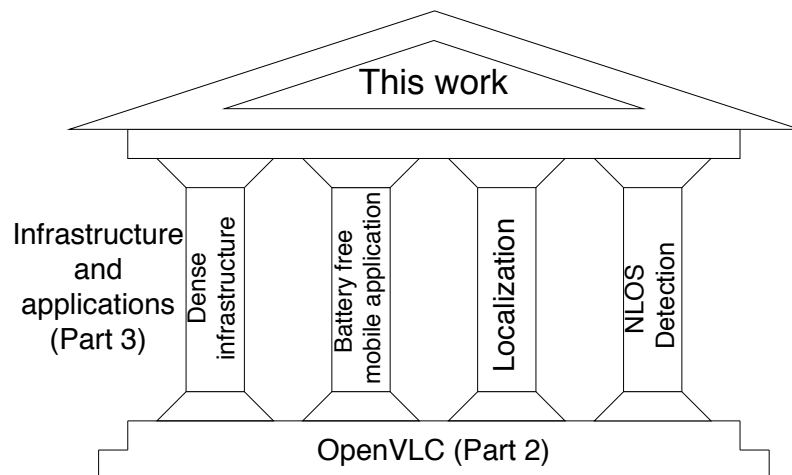 This work
Infrastructure
and
applications
(Part 3)
Dense
infrastructure
Battery free
mobile application
Localization
NLOS
Detection
OpenVLC (Part 2)